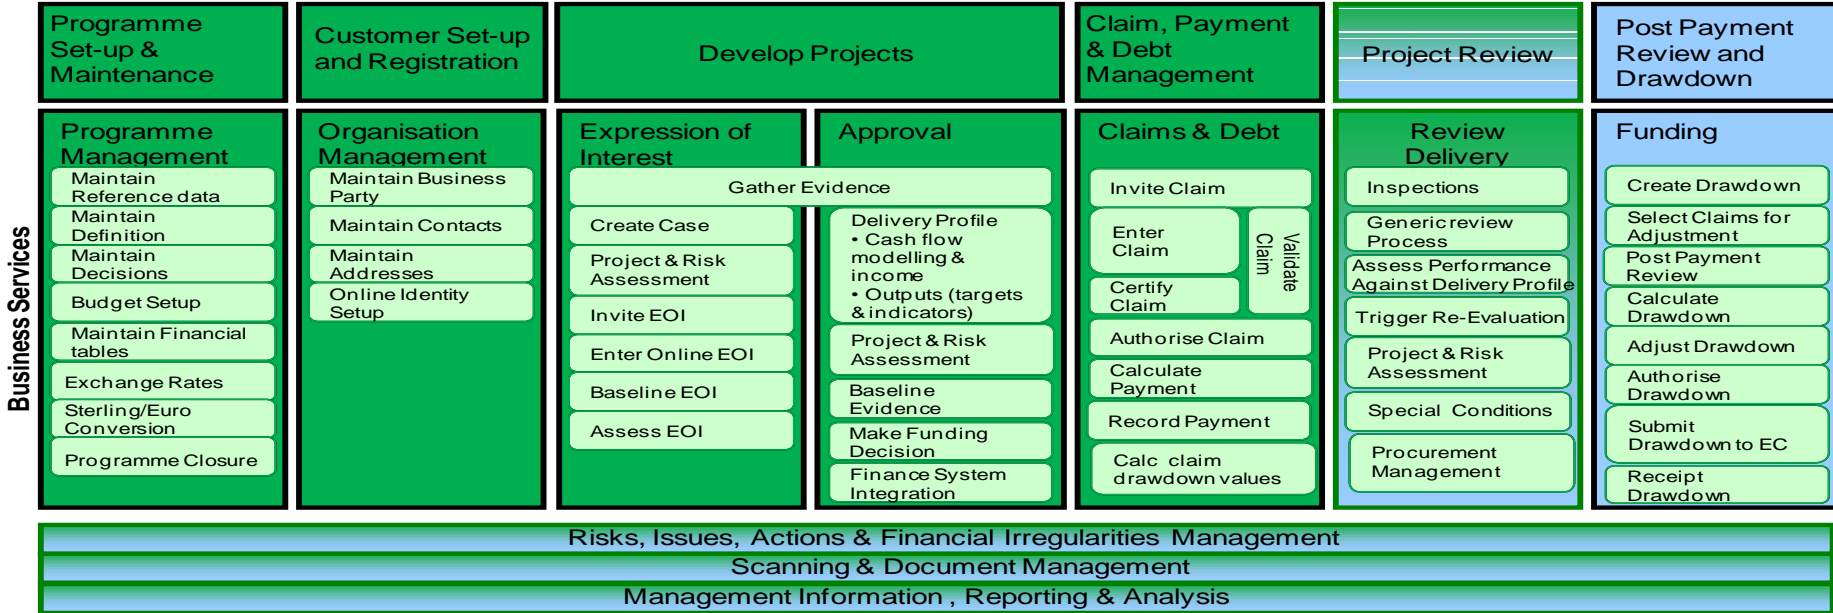 Programme
Set-up &
Maintenance
Customer Set-up
and Registration
Develop Projects
Claim, Payment
& Debt
Management
Project Review
Post Payment
Review and
Drawdown
Business Services
Programme
Management
Maintain
Reference data
Maintain
Definition
Maintain
Decisions
Budget Setup
Maintain Financial
tables
Exchange Rates
Sterling/Euro
Conversion
Programme Closure
Organisation
Management
Maintain Business
Party
Maintain Contacts
Maintain
Addresses
Online Identity
Setup
Expression of
Interest
Approval
Gather Evidence
Create Case
Project & Risk
Assessment
Invite EOI
Enter Online EOI
Baseline EOI
Assess EOI
Delivery Profile
• Cash flow
modelling &
income
• Outputs (targets
& indicators)
Project & Risk
Assessment
Baseline
Evidence
Make Funding
Decision
Finance System
Integration
Claims & Debt
Invite Claim
Enter
Claim
Validate
Claim
Certify
Claim
Authorise Claim
Calculate
Payment
Record Payment
Calc claim
drawdown values
Review
Delivery
Inspections
Generic review
Process
Assess Performance
Against Delivery Profile
Trigger Re-Evaluation
Project & Risk
Assessment
Special Conditions
Procurement
Management
Funding
Create Drawdown
Select Claims for
Adjustment
Post Payment
Review
Calculate
Drawdown
Adjust Drawdown
Authorise
Drawdown
Submit
Drawdown to EC
Receipt
Drawdown
Risks, Issues, Actions & Financial Irregularities Management
Scanning & Document Management
Management Information , Reporting & Analysis